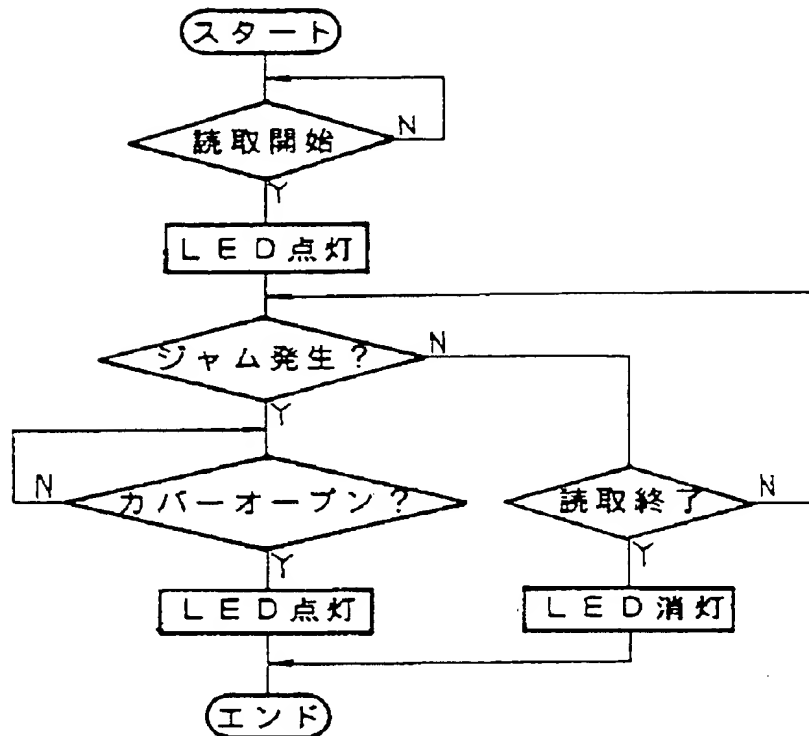 スタート
読取開始
N
Y
LED点灯
ジャム発生？
N
Y
カバーオープン？
N
Y
読取終了
N
Y
LED点灯
LED消灯
エンド